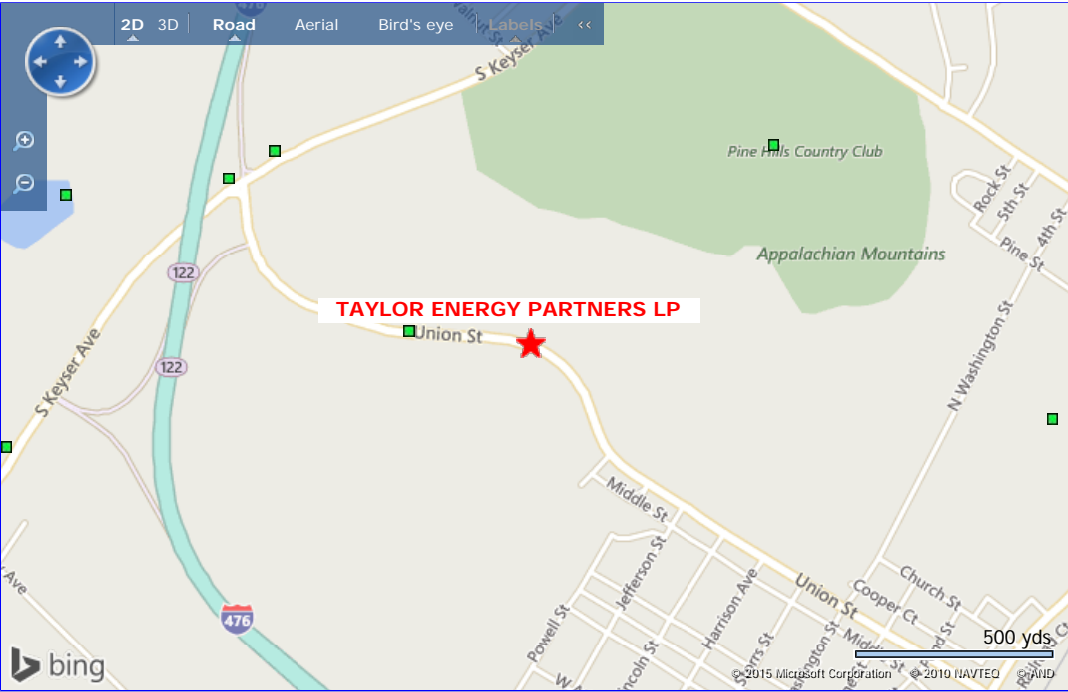 476
2D 3D Road Aerial Bird's eye Labels <<
S Keyser Ave
Pine Hills Country Club
Rock St
5th St
4th St
Pine St
Appalachian Mountains
122
TAYLOR ENERGY PARTNERS LP
Union St
122
S Keyser Ave
N Washington St
Middle St
Jefferson St
Harrison Ave
Union St
Church St
Cooper Ct
Ave
476
Powell St
500 yds
bing
© 2015 Microsoft Corporation © 2010 NAVTEQ © AND